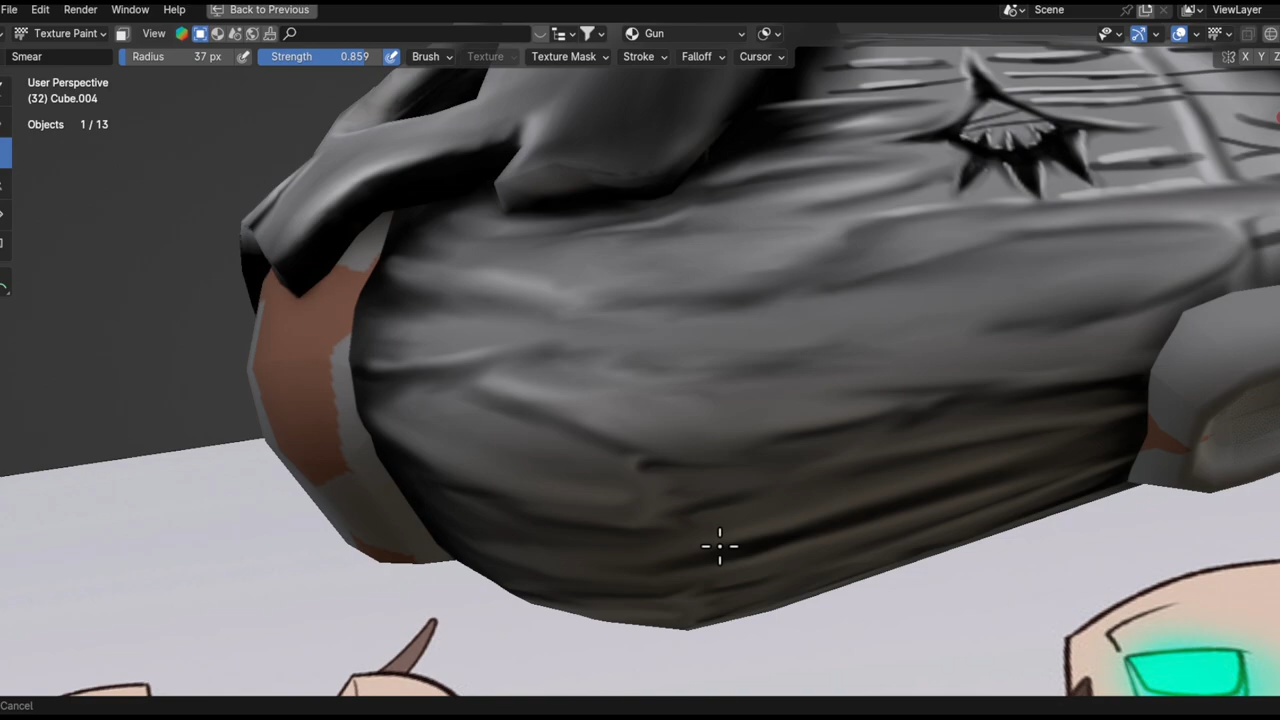 File Edit Render Window Help Back to Previous Scene ViewLayer
Texture Paint View Gun
Smear Radius 37 px Strength 0.859 Brush Texture Texture Mask Stroke Falloff Cursor X Y Z
User Perspective
(32) Cube.004
Objects 1 / 13
Cancel